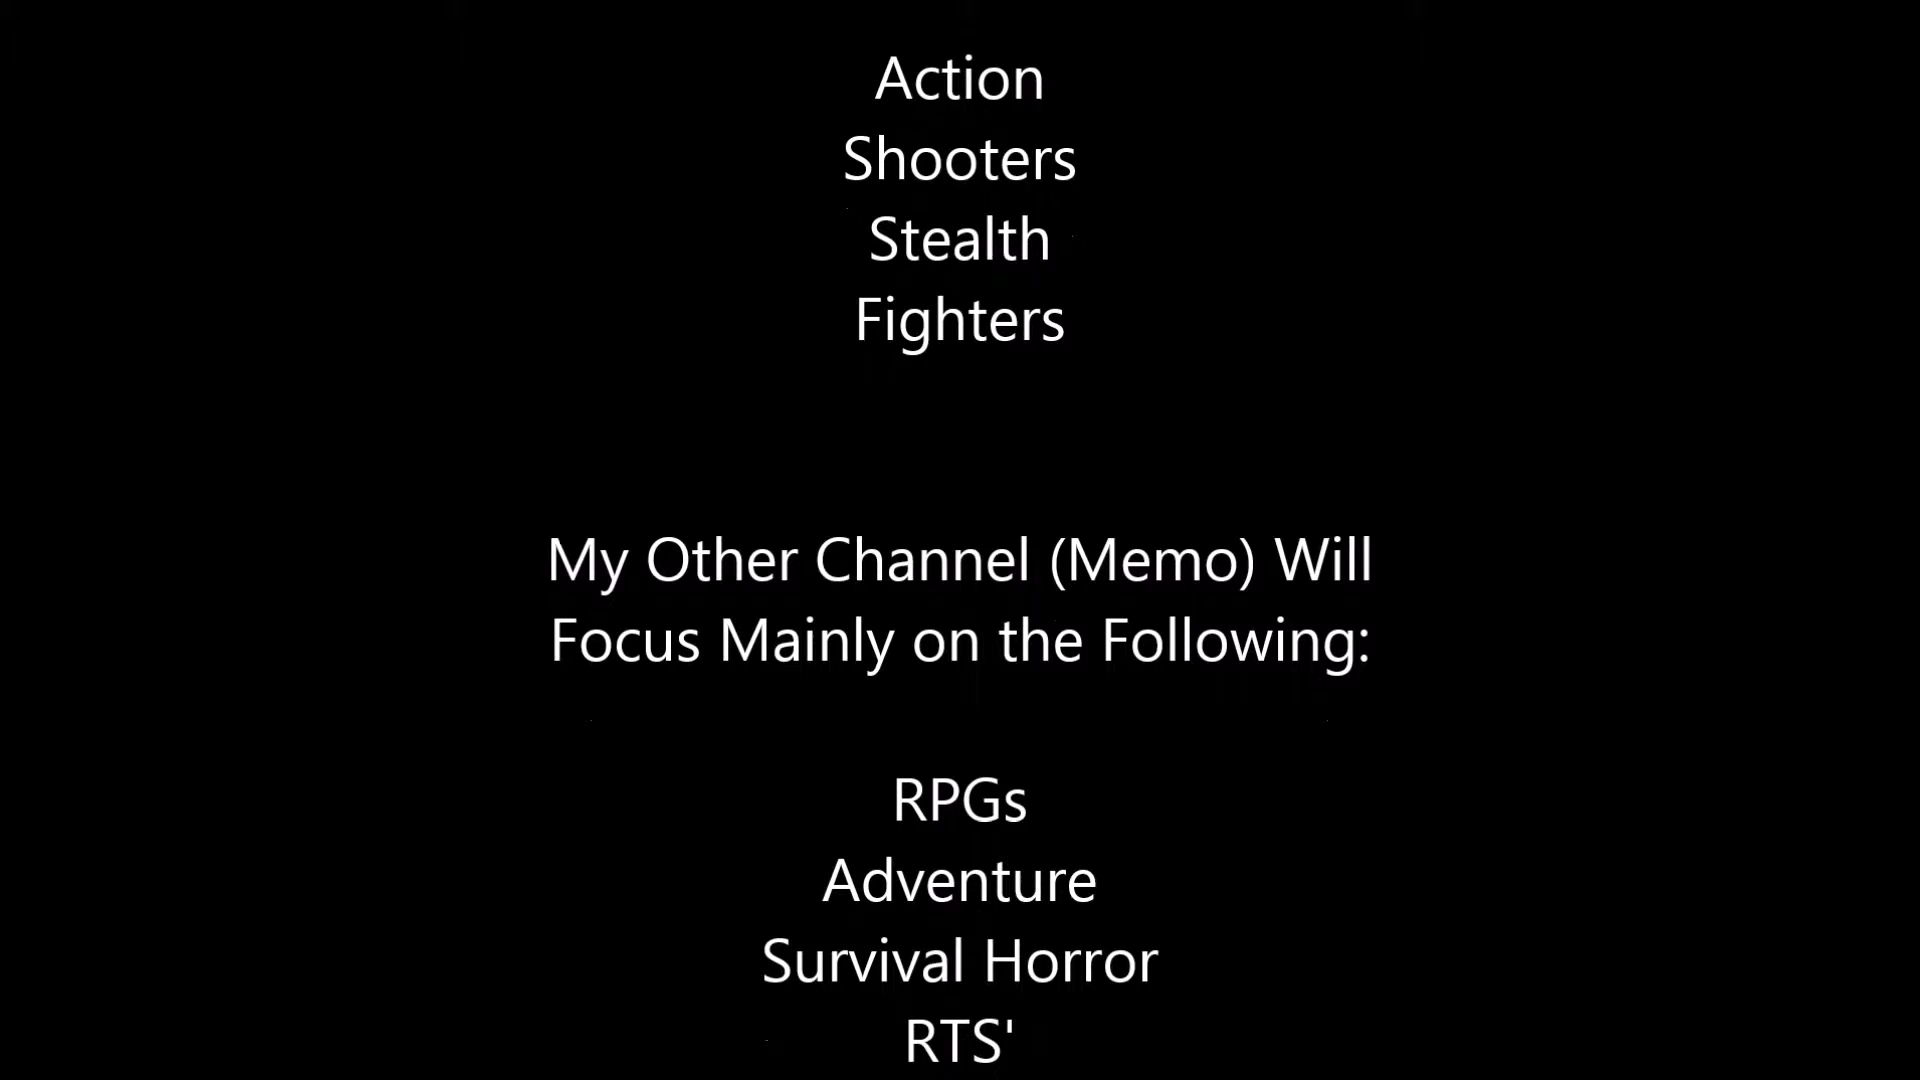 Action
Shooters
Stealth
Fighters
My Other Channel (Memo) Will
Focus Mainly on the Following:
RPGs
Adventure
Survival Horror
RTS'